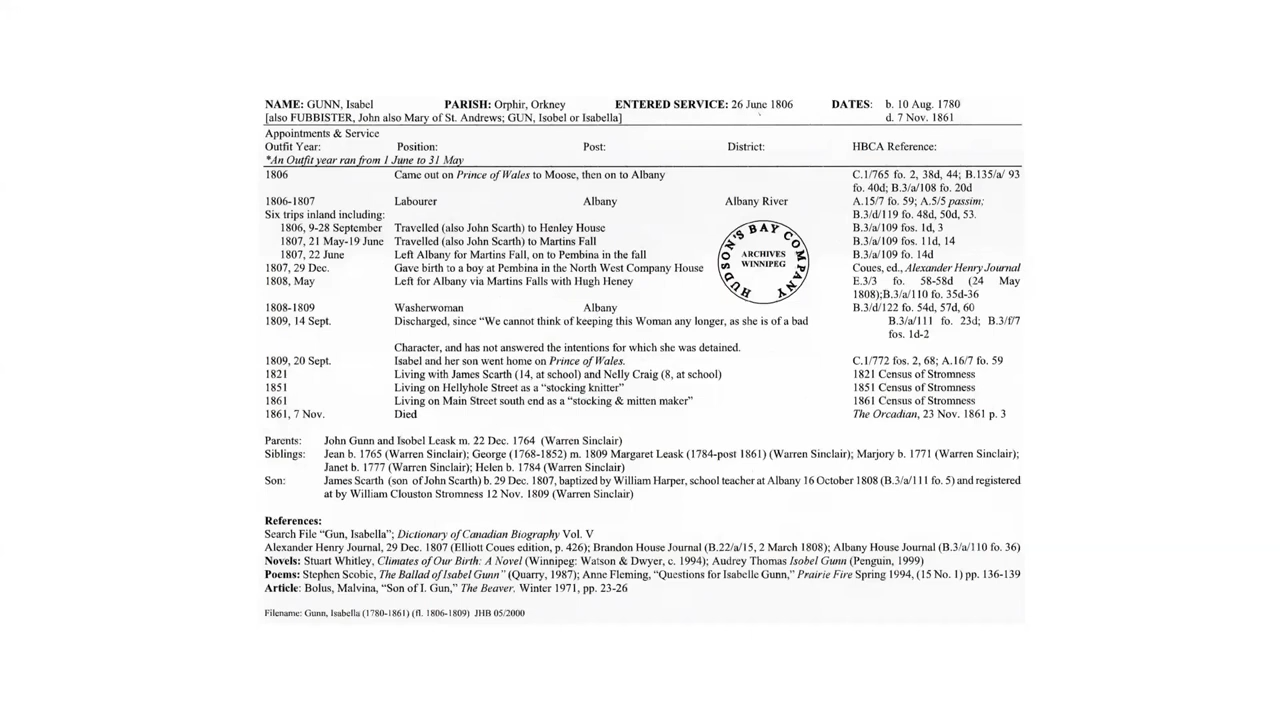 NAME: GUNN, Isabel PARISH: Orphir, Orkney ENTERED SERVICE: 26 June 1806 DATES: b. 10 Aug. 1780
[also FUBBISTER, John also Mary of St. Andrews; GUN, Isobel or Isabella] d. 7 Nov. 1861
Appointments & Service
Outfit Year: Position: Post: District: HBCA Reference:
*An Outfit year ran from 1 June to 31 May
1806 Came out on Prince of Wales to Moose, then on to Albany C.1/765 fo. 2, 38d, 44; B.135/a/ 93
fo. 40d; B.3/a/108 fo. 20d
1806-1807 Labourer Albany Albany River A.15/7 fo. 59; A.5/5 passim;
Six trips inland including: B.3/d/119 fo. 48d, 50d, 53.
1806, 9-28 September Travelled (also John Scarth) to Henley House B.3/a/109 fos. 1d, 3
1807, 21 May-19 June Travelled (also John Scarth) to Martins Fall B.3/a/109 fos. 11d, 14
1807, 22 June Left Albany for Martins Fall, on to Pembina in the fall B.3/a/109 fo. 14d
1807, 29 Dec. Gave birth to a boy at Pembina in the North West Company House Coues, ed., Alexander Henry Journal
1808, May Left for Albany via Martins Falls with Hugh Heney E.3/3 fo. 58-58d (24 May
1808);B.3/a/110 fo. 35d-36
HUDSON'S BAY COMPANY
ARCHIVES
WINNIPEG
1808-1809 Washerwoman Albany B.3/d/122 fo. 54d, 57d, 60
1809, 14 Sept. Discharged, since "We cannot think of keeping this Woman any longer, as she is of a bad B.3/a/111 fo. 23d; B.3/f/7
fos. 1d-2
Character, and has not answered the intentions for which she was detained.
1809, 20 Sept. Isabel and her son went home on Prince of Wales. C.1/772 fos. 2, 68; A.16/7 fo. 59
1821 Living with James Scarth (14, at school) and Nelly Craig (8, at school) 1821 Census of Stromness
1851 Living on Hellyhole Street as a "stocking knitter" 1851 Census of Stromness
1861 Living on Main Street south end as a "stocking & mitten maker" 1861 Census of Stromness
1861, 7 Nov. Died The Orcadian, 23 Nov. 1861 p. 3
Parents: John Gunn and Isobel Leask m. 22 Dec. 1764 (Warren Sinclair)
Siblings: Jean b. 1765 (Warren Sinclair); George (1768-1852) m. 1809 Margaret Leask (1784-post 1861) (Warren Sinclair); Marjory b. 1771 (Warren Sinclair);
Janet b. 1777 (Warren Sinclair); Helen b. 1784 (Warren Sinclair)
Son: James Scarth (son of John Scarth) b. 29 Dec. 1807, baptized by William Harper, school teacher at Albany 16 October 1808 (B.3/a/111 fo. 5) and registered
at by William Clouston Stromness 12 Nov. 1809 (Warren Sinclair)
References:
Search File "Gun, Isabella"; Dictionary of Canadian Biography Vol. V
Alexander Henry Journal, 29 Dec. 1807 (Elliott Coues edition, p. 426); Brandon House Journal (B.22/a/15, 2 March 1808); Albany House Journal (B.3/a/110 fo. 36)
Novels: Stuart Whitley, Climates of Our Birth: A Novel (Winnipeg: Watson & Dwyer, c. 1994); Audrey Thomas Isobel Gunn (Penguin, 1999)
Poems: Stephen Scobic, The Ballad of Isabel Gunn" (Quarry, 1987); Anne Fleming, "Questions for Isabelle Gunn," Prairie Fire Spring 1994, (15 No. 1) pp. 136-139
Article: Bolus, Malvina, "Son of I. Gun," The Beaver. Winter 1971, pp. 23-26
Filename: Gunn, Isabella (1780-1861) (fl. 1806-1809) JHB 05/2000